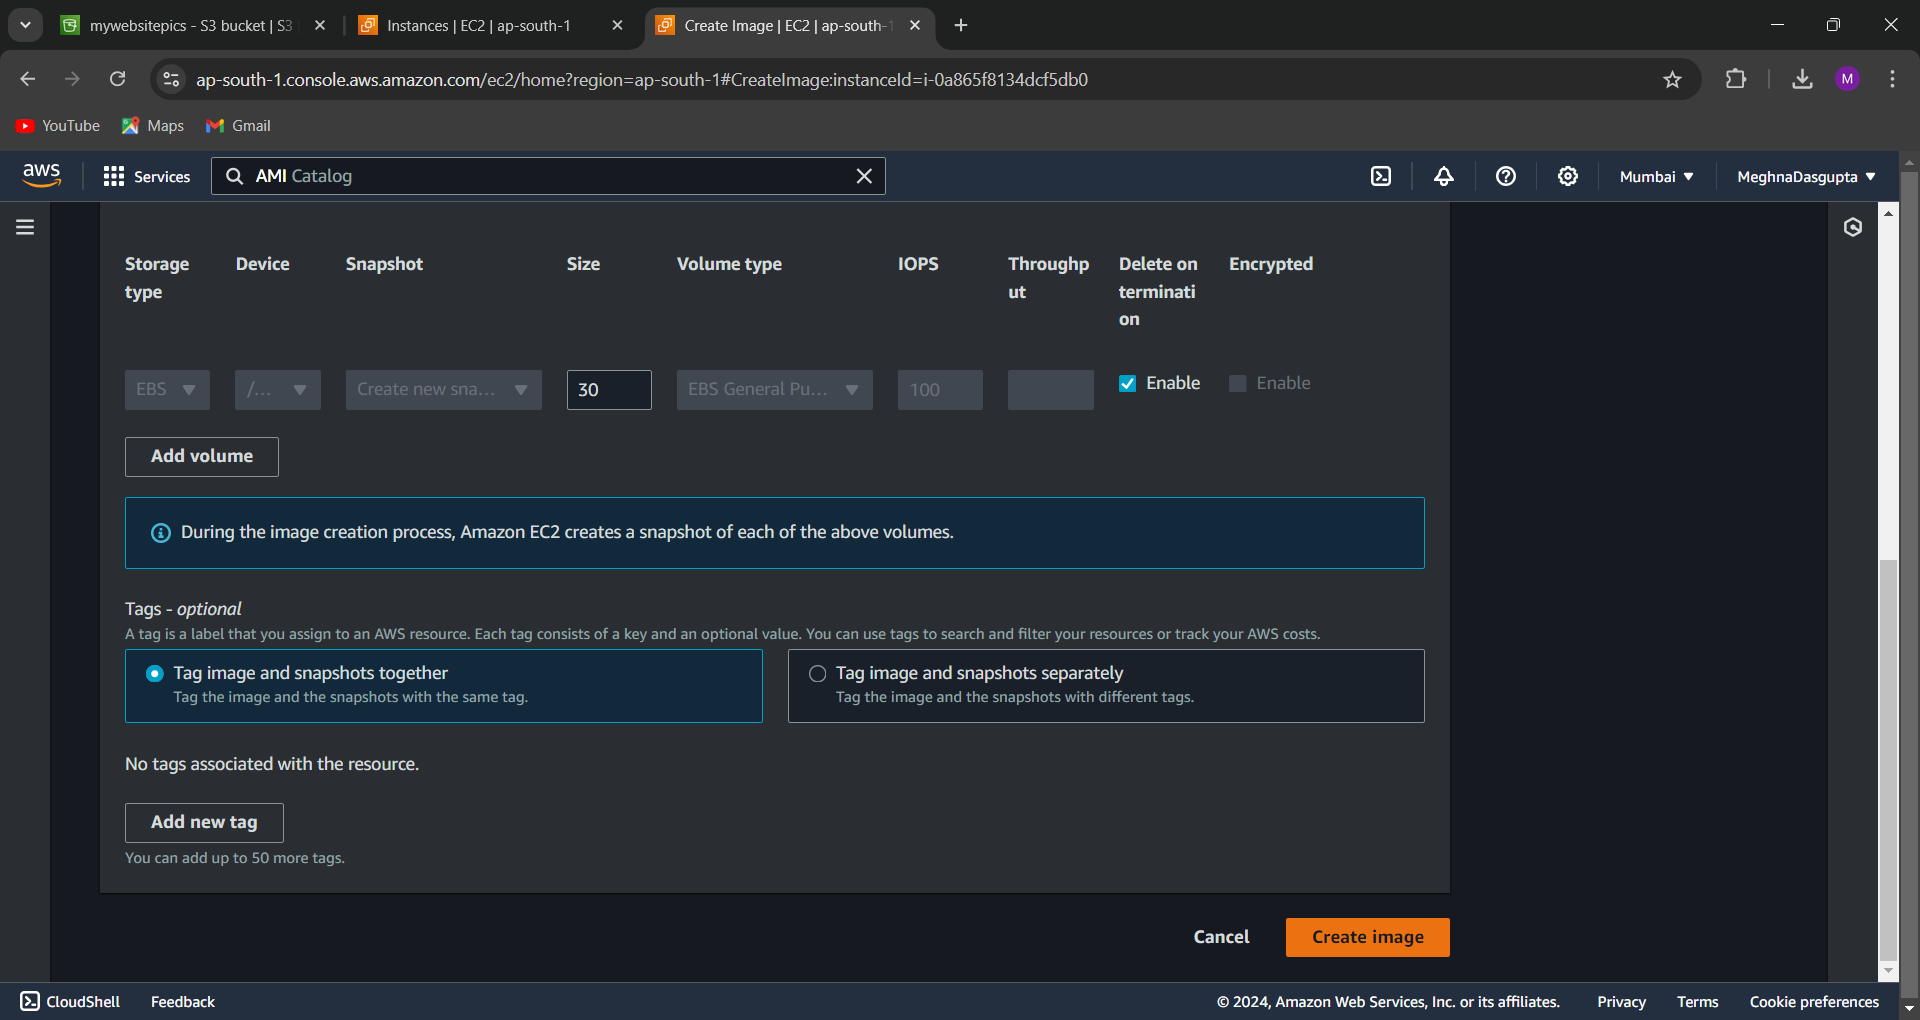 mywebsitepics - S3 bucket | S3
Instances | EC2 | ap-south-1
Create Image | EC2 | ap-south-1
ap-south-1.console.aws.amazon.com/ec2/home?region=ap-south-1#CreateImage:instanceId=i-0a865f8134dcf5db0
M
YouTube
Maps
Gmail
aws
Services
AMI Catalog
Mumbai
MeghnaDasgupta
Storage type
Device
Snapshot
Size
Volume type
IOPS
Throughp
ut
Delete on
terminati
on
Encrypted
EBS
/...
Create new sna...
30
EBS General Pu...
100
Enable
Enable
Add volume
During the image creation process, Amazon EC2 creates a snapshot of each of the above volumes.
Tags - optional
A tag is a label that you assign to an AWS resource. Each tag consists of a key and an optional value. You can use tags to search and filter your resources or track your AWS costs.
Tag image and snapshots together
Tag the image and the snapshots with the same tag.
Tag image and snapshots separately
Tag the image and the snapshots with different tags.
No tags associated with the resource.
Add new tag
You can add up to 50 more tags.
Cancel
Create image
CloudShell
Feedback
© 2024, Amazon Web Services, Inc. or its affiliates.
Privacy
Terms
Cookie preferences